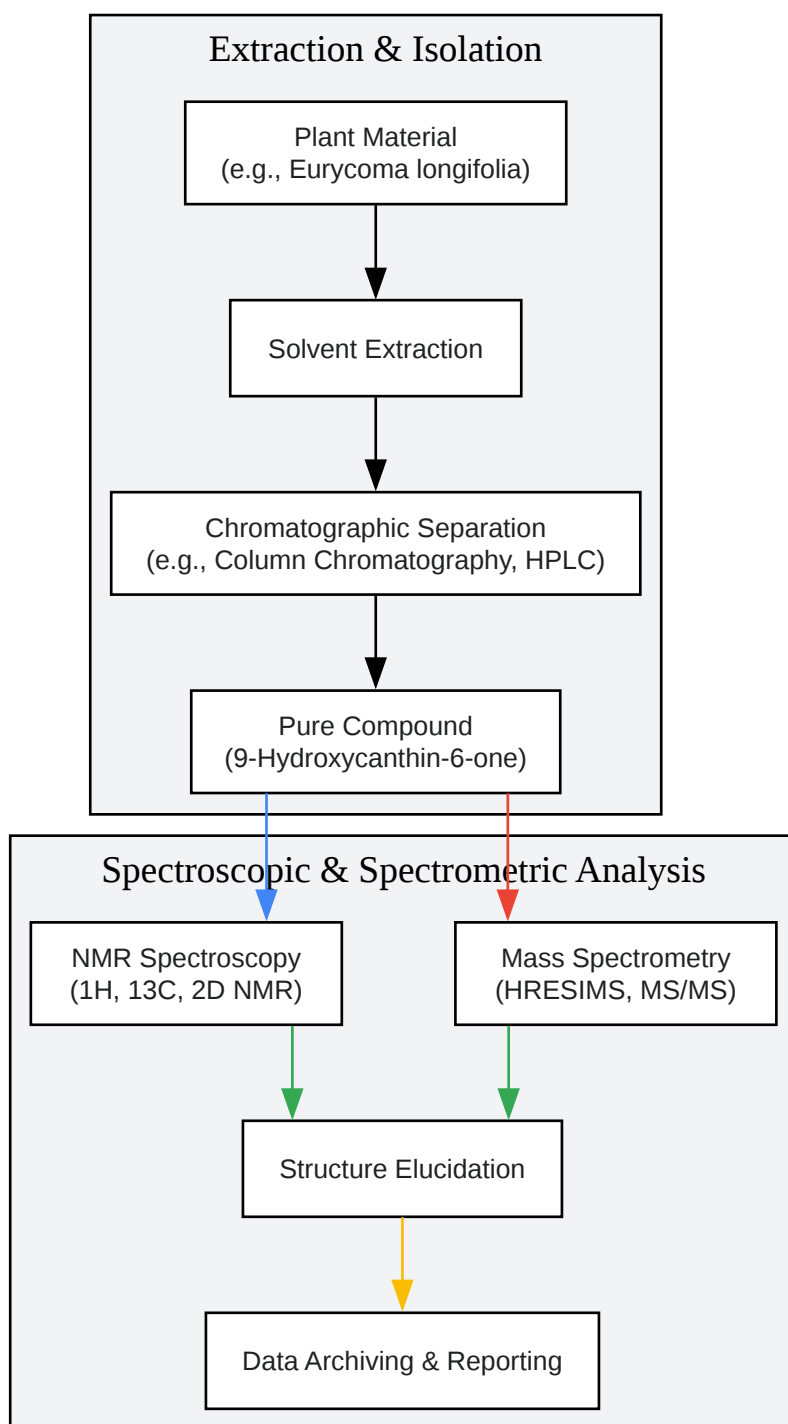 Extraction & Isolation
Plant Material
(e.g., Eurycoma longifolia)
Solvent Extraction
Chromatographic Separation
(e.g., Column Chromatography, HPLC)
Pure Compound
(9-Hydroxycanthin-6-one)
Spectroscopic & Spectrometric Analysis
NMR Spectroscopy
(1H, 13C, 2D NMR)
Mass Spectrometry
(HRESIMS, MS/MS)
Structure Elucidation
Data Archiving & Reporting